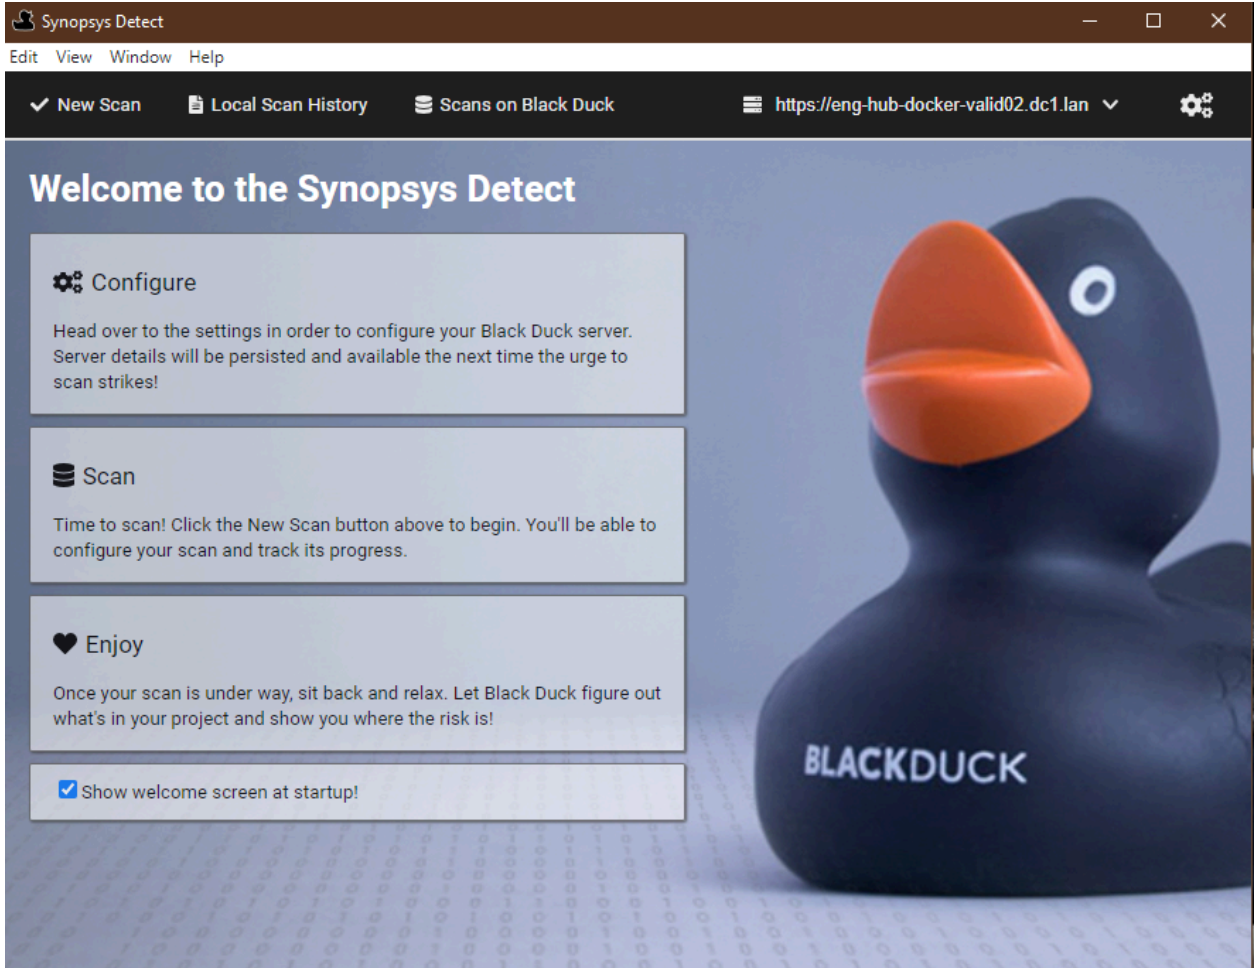 Synopsys Detect
Edit View Window Help
New Scan Local Scan History Scans on Black Duck https://eng-hub-docker-valid02.dc1.lan
Welcome to the Synopsys Detect
Configure
Head over to the settings in order to configure your Black Duck server.
Server details will be persisted and available the next time the urge to
scan strikes!
Scan
Time to scan! Click the New Scan button above to begin. You'll be able to
configure your scan and track its progress.
Enjoy
Once your scan is under way, sit back and relax. Let Black Duck figure out
what's in your project and show you where the risk is!
Show welcome screen at startup!
BLACKDUCK